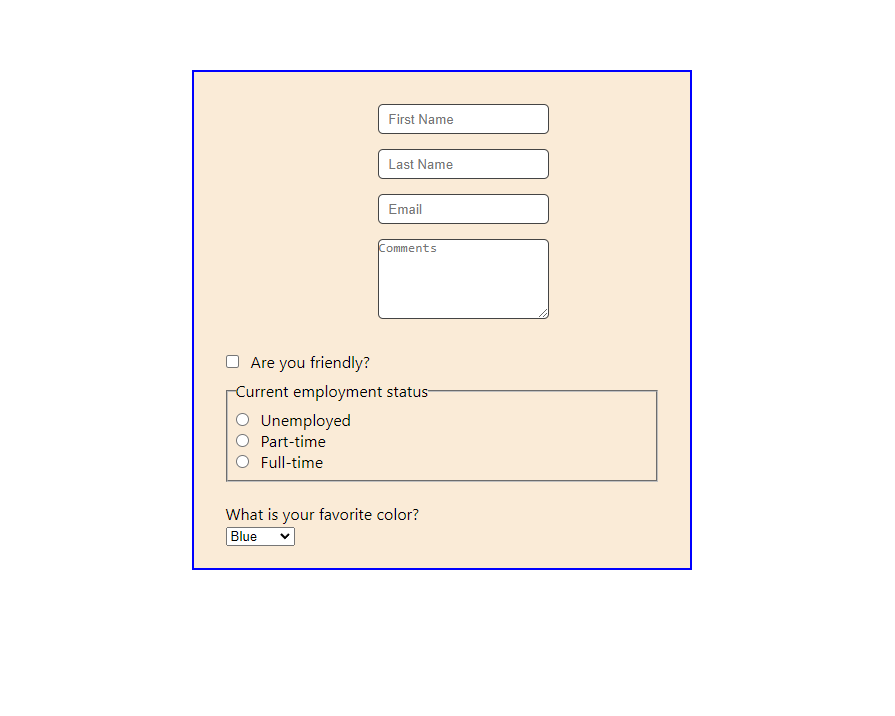 First Name
Last Name
Email
Comments
Are you friendly?
Current employment status
Unemployed
Part-time
Full-time
What is your favorite color?
Blue